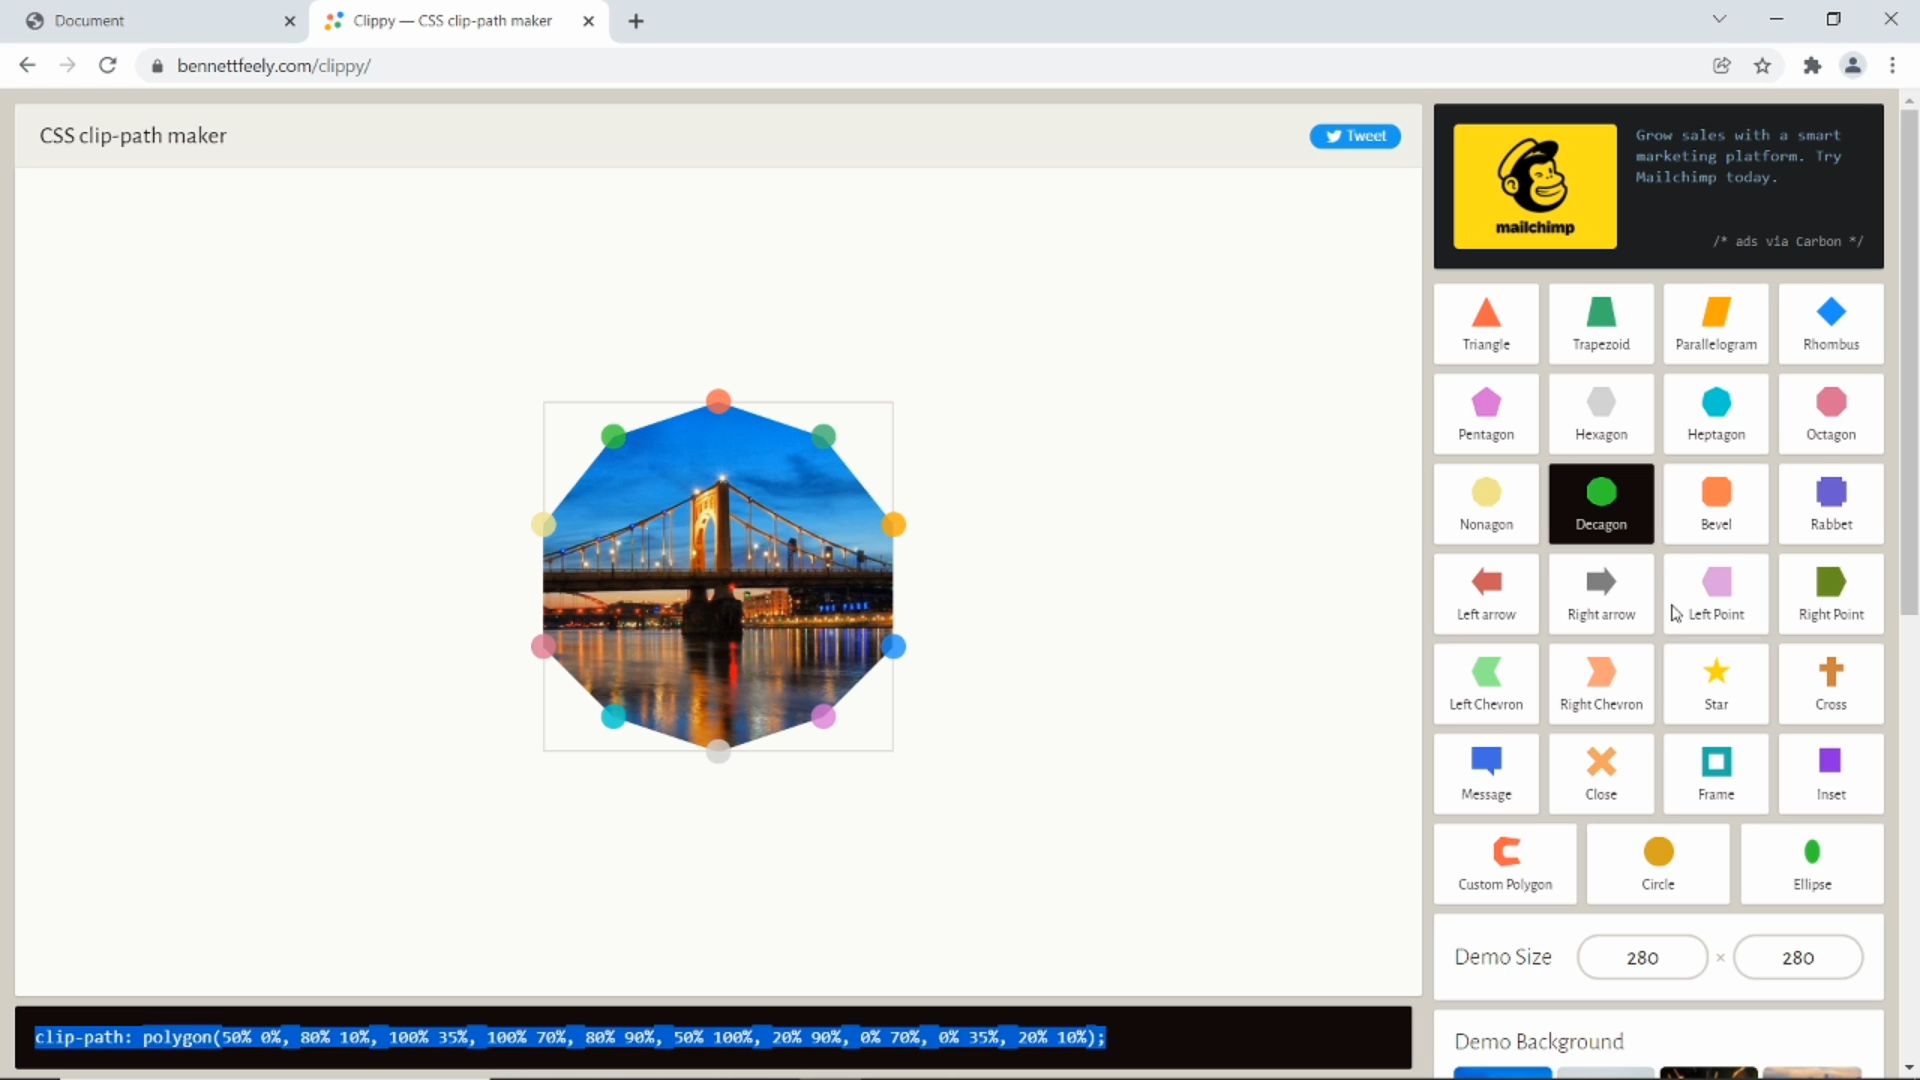 Document
Clippy — CSS clip-path maker
bennettfeely.com/clippy/
CSS clip-path maker
Tweet
mailchimp
Grow sales with a smart
marketing platform. Try
Mailchimp today.
/* ads via Carbon */
Triangle
Trapezoid
Parallelogram
Rhombus
Pentagon
Hexagon
Heptagon
Octagon
Nonagon
Decagon
Bevel
Rabbet
Left arrow
Right arrow
Left Point
Right Point
Left Chevron
Right Chevron
Star
Cross
Message
Close
Frame
Inset
Custom Polygon
Circle
Ellipse
Demo Size
280
×
280
clip-path: polygon(50% 0%, 80% 10%, 100% 35%, 100% 70%, 80% 90%, 50% 100%, 20% 90%, 0% 70%, 0% 35%, 20% 10%);
Demo Background